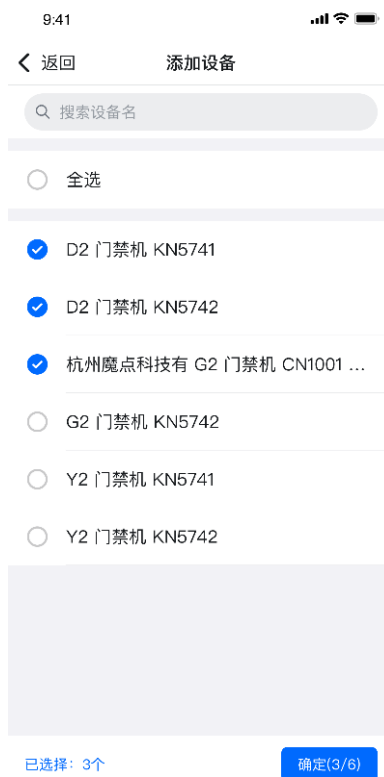 9:41
返回
添加设备
搜索设备名
全选
D2 门禁机 KN5741
D2 门禁机 KN5742
杭州魔点科技有 G2 门禁机 CN1001 ...
G2 门禁机 KN5742
Y2 门禁机 KN5741
Y2 门禁机 KN5742
已选择：3个
确定(3/6)